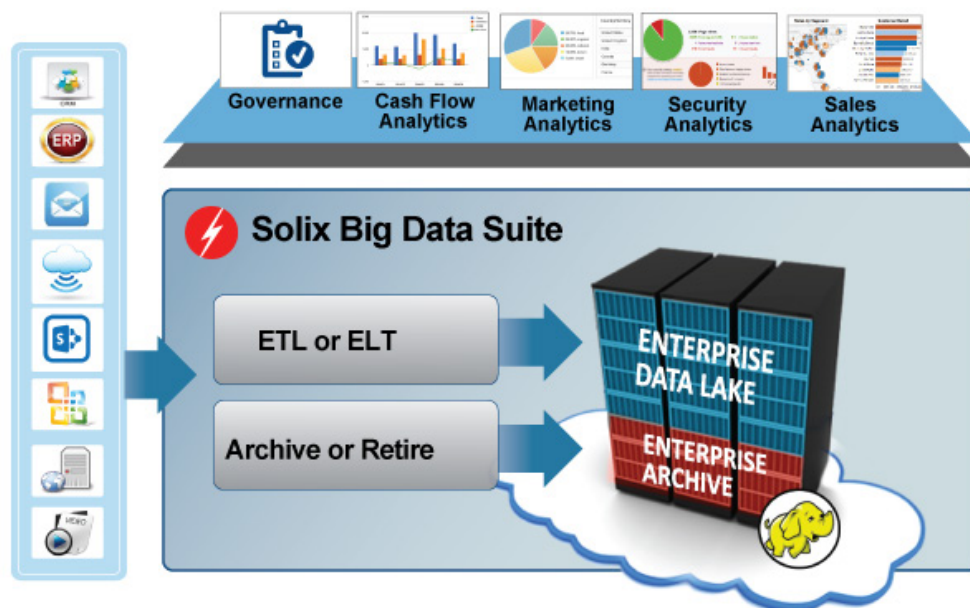 CRM
ERP
S
VIDEO
Governance
Cash Flow
Analytics
Marketing
Analytics
Security
Analytics
Sales
Analytics
Solix Big Data Suite
ETL or ELT
Archive or Retire
ENTERPRISE
DATA LAKE
ENTERPRISE
ARCHIVE